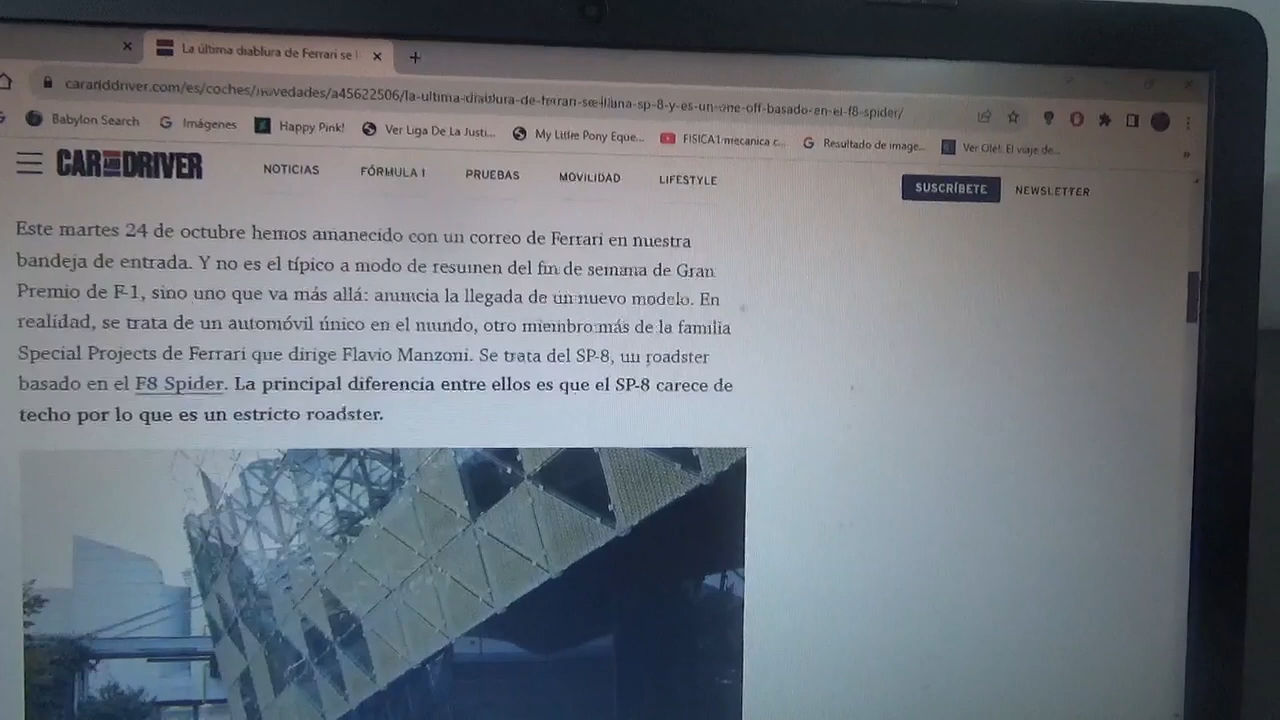 La última diablura de Ferrari se l
caranddriver.com/es/coches/novedades/a45622506/la-ultima-diablura-de-ferrari-se-llama-sp-8-y-es-un-one-off-basado-en-el-f8-spider/
Babylon Search Imágenes Happy Pink! Ver Liga De La Justi... My Little Pony Eque... FISICA1 mecanica c... Resultado de image... Ver Olé!: El viaje de...
CAR AND DRIVER NOTICIAS FÓRMULA 1 PRUEBAS MOVILIDAD LIFESTYLE SUSCRÍBETE NEWSLETTER
Este martes 24 de octubre hemos amanecido con un correo de Ferrari en nuestra
bandeja de entrada. Y no es el típico a modo de resumen del fin de semana de Gran
Premio de F-1, sino uno que va más allá: anuncia la llegada de un nuevo modelo. En
realidad, se trata de un automóvil único en el mundo, otro miembro más de la familia
Special Projects de Ferrari que dirige Flavio Manzoni. Se trata del SP-8, un roadster
basado en el F8 Spider. La principal diferencia entre ellos es que el SP-8 carece de
techo por lo que es un estricto roadster.